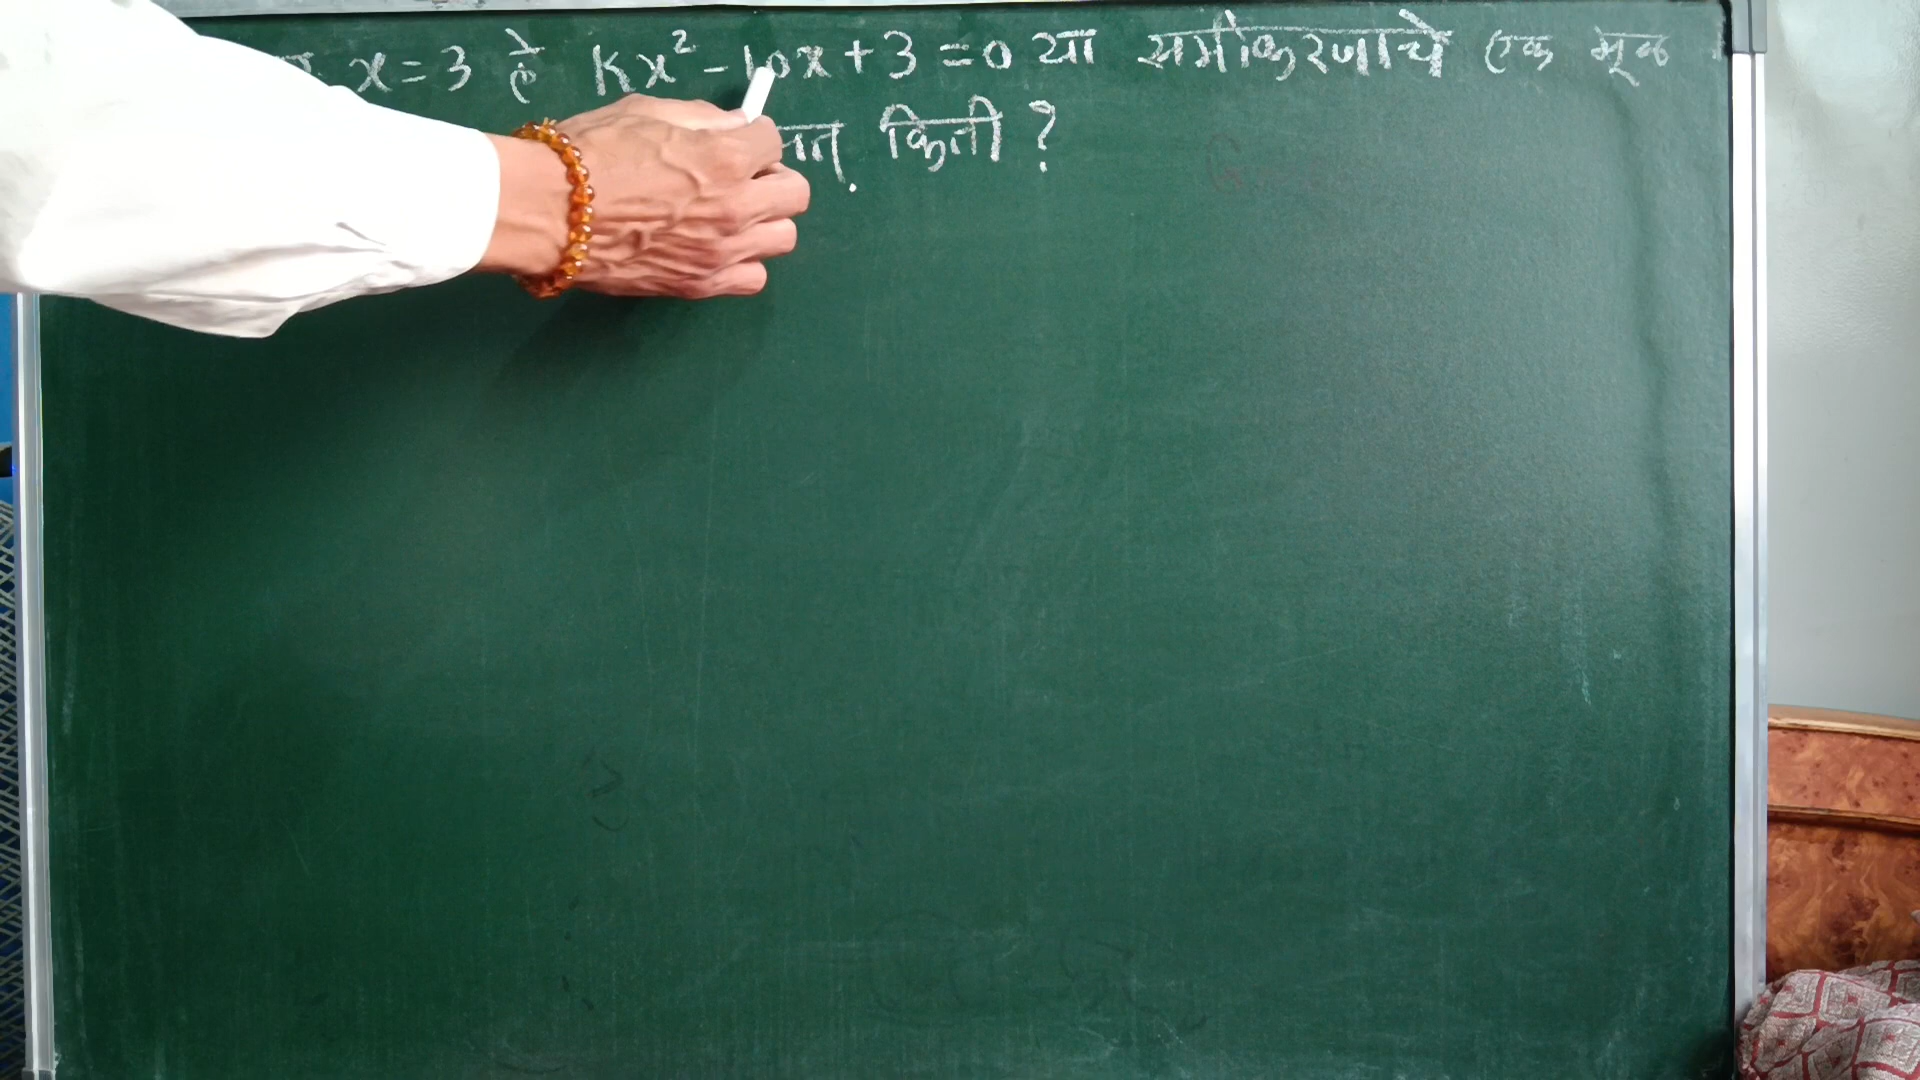 x = 3 हे Kx² - 10x + 3 = 0 या समीकरणाचे एक मूळ
किती ?